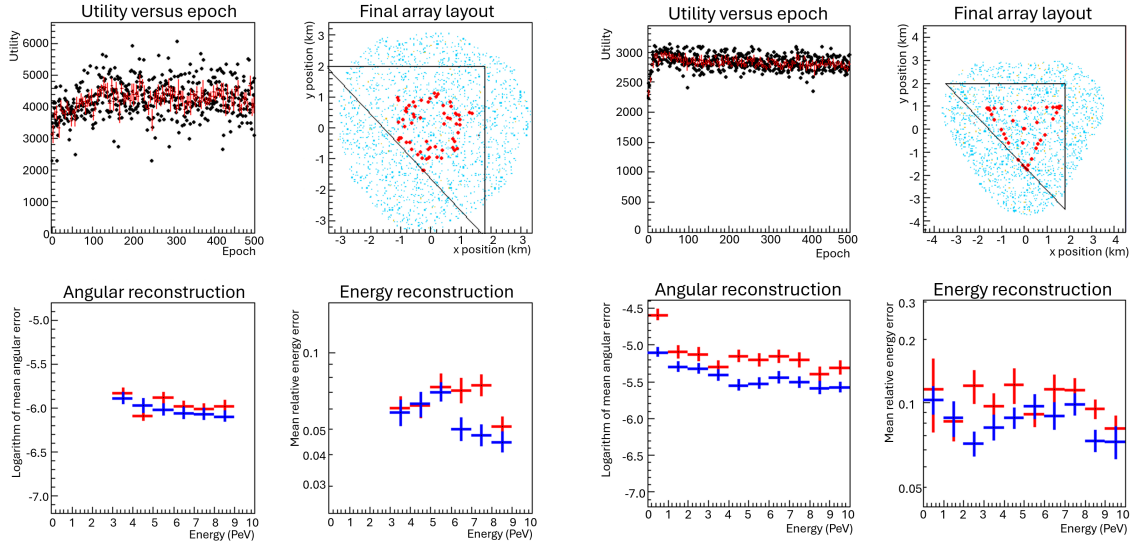 Utility versus epoch
Utility
6000
5000
4000
3000
2000
1000
0
0 100 200 300 400 500
Epoch
Final array layout
y position (km)
3
2
1
0
-1
-2
-3
-3 -2 -1 0 1 2 3
x position (km)
Utility versus epoch
Utility
3000
2500
2000
1500
1000
500
0
0 100 200 300 400 500
Epoch
Final array layout
y position (km)
4
3
2
1
0
-1
-2
-3
-4
-4 -3 -2 -1 0 1 2 3 4
x position (km)
Angular reconstruction
Logarithm of mean angular error
-5.0
-5.5
-6.0
-6.5
-7.0
0 1 2 3 4 5 6 7 8 9 10
Energy (PeV)
Energy reconstruction
Mean relative energy error
0.1
0.05
0.04
0.03
0 1 2 3 4 5 6 7 8 9 10
Energy (PeV)
Angular reconstruction
Logarithm of mean angular error
-4.5
-5.0
-5.5
-6.0
-6.5
-7.0
0 1 2 3 4 5 6 7 8 9 10
Energy (PeV)
Energy reconstruction
Mean relative energy error
0.3
0.2
0.1
0.05
0 1 2 3 4 5 6 7 8 9 10
Energy (PeV)